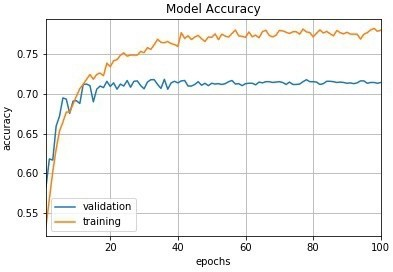 Model Accuracy
accuracy
0.75
0.70
0.65
0.60
0.55
validation
training
20 40 60 80 100
epochs